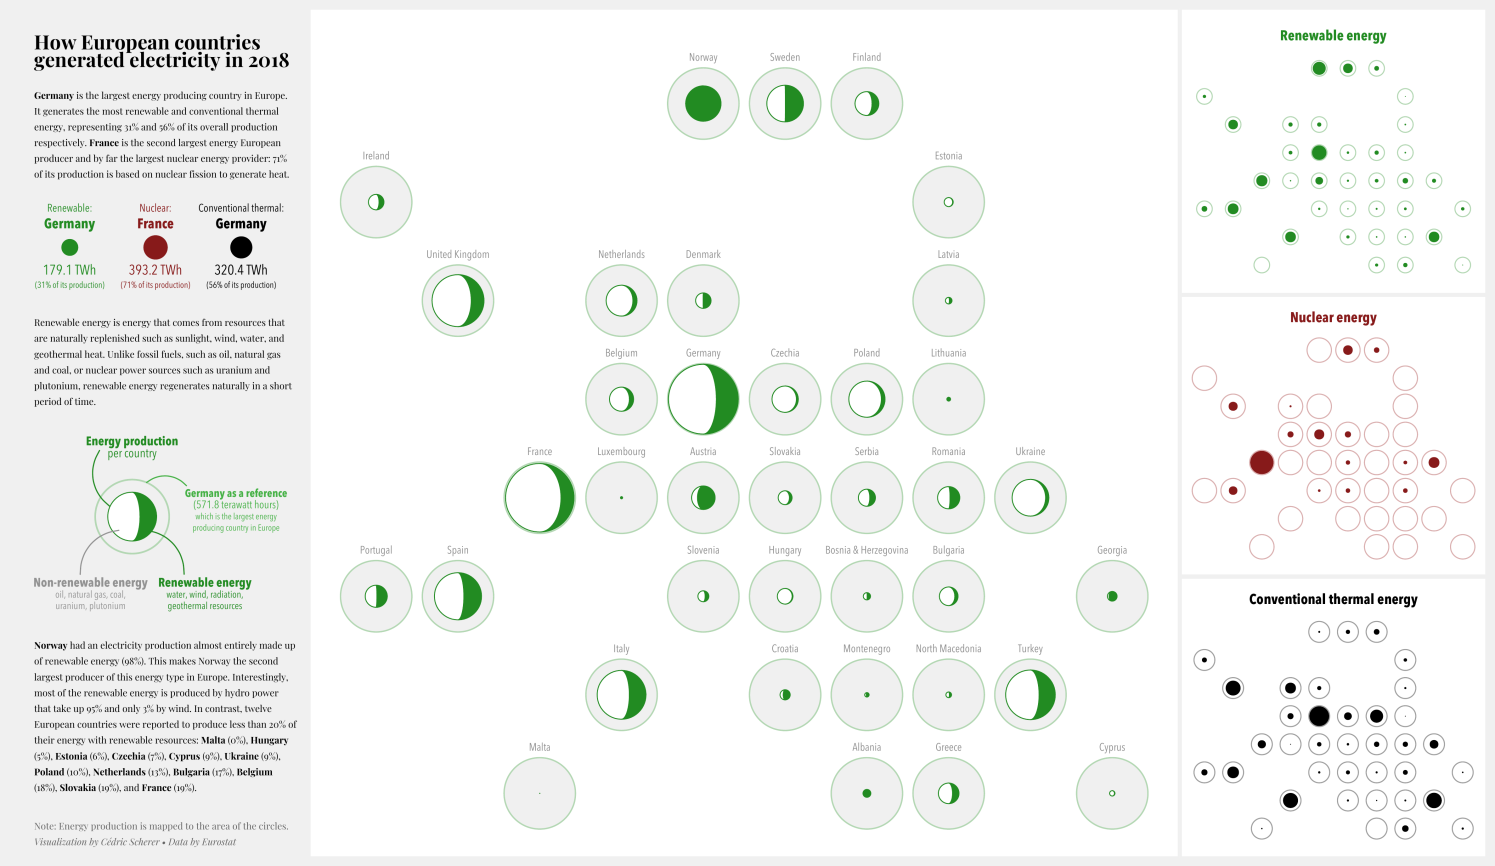 How European countries
generated electricity in 2018
Germany is the largest energy producing country in Europe.
It generates the most renewable and conventional thermal
energy, representing 31% and 56% of its overall production
respectively. France is the second largest energy European
producer and by far the largest nuclear energy provider: 71%
of its production is based on nuclear fission to generate heat.
Renewable: Nuclear: Conventional thermal:
Germany France Germany
179.1 TWh 393.2 TWh 320.4 TWh
(31% of its production) (71% of its production) (56% of its production)
Renewable energy is energy that comes from resources that
are naturally replenished such as sunlight, wind, water, and
geothermal heat. Unlike fossil fuels, such as oil, natural gas
and coal, or nuclear power sources such as uranium and
plutonium, renewable energy regenerates naturally in a short
period of time.
Energy production
per country
Germany as a reference
(571.8 terawatt hours)
which is the largest energy
producing country in Europe
Non-renewable energy
oil, natural gas, coal,
uranium, plutonium
Renewable energy
water, wind, radiation,
geothermal resources
Norway had an electricity production almost entirely made up
of renewable energy (98%). This makes Norway the second
largest producer of this energy type in Europe. Interestingly,
most of the renewable energy is produced by hydro power
that take up 95% and only 3% by wind. In contrast, twelve
European countries were reported to produce less than 20% of
their energy with renewable resources: Malta (0%), Hungary
(5%), Estonia (6%), Czechia (7%), Cyprus (9%), Ukraine (9%),
Poland (10%), Netherlands (13%), Bulgaria (17%), Belgium
(18%), Slovakia (19%), and France (19%).
Note: Energy production is mapped to the area of the circles.
Visualization by Cédric Scherer • Data by Eurostat
Norway Sweden Finland
Ireland Estonia
United Kingdom Netherlands Denmark Latvia
Belgium Germany Czechia Poland Lithuania
France Luxembourg Austria Slovakia Serbia Romania Ukraine
Portugal Spain Slovenia Hungary Bosnia & Herzegovina Bulgaria Georgia
Italy Croatia Montenegro North Macedonia Turkey
Malta Albania Greece Cyprus
Renewable energy
Nuclear energy
Conventional thermal energy